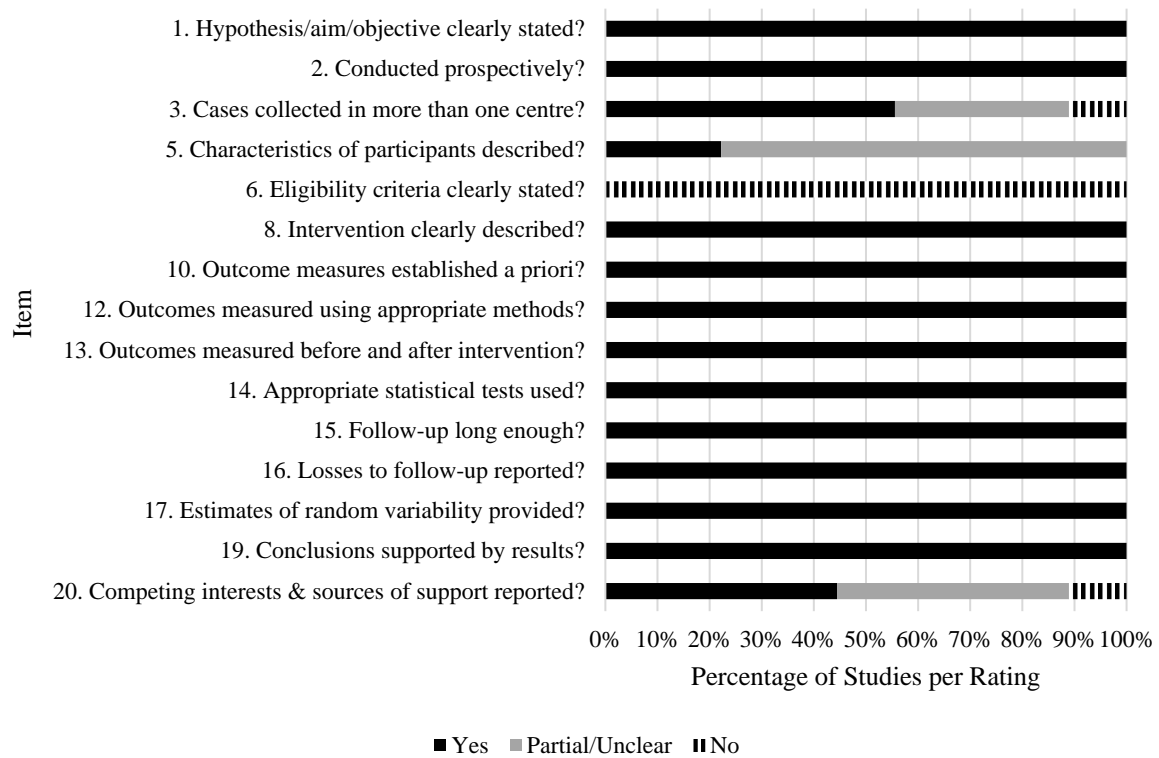 1. Hypothesis/aim/objective clearly stated?
2. Conducted prospectively?
3. Cases collected in more than one centre?
5. Characteristics of participants described?
6. Eligibility criteria clearly stated?
8. Intervention clearly described?
10. Outcome measures established a priori?
12. Outcomes measured using appropriate methods?
13. Outcomes measured before and after intervention?
14. Appropriate statistical tests used?
15. Follow-up long enough?
16. Losses to follow-up reported?
17. Estimates of random variability provided?
19. Conclusions supported by results?
20. Competing interests & sources of support reported?
Item
0% 10% 20% 30% 40% 50% 60% 70% 80% 90% 100%
Percentage of Studies per Rating
Yes Partial/Unclear No